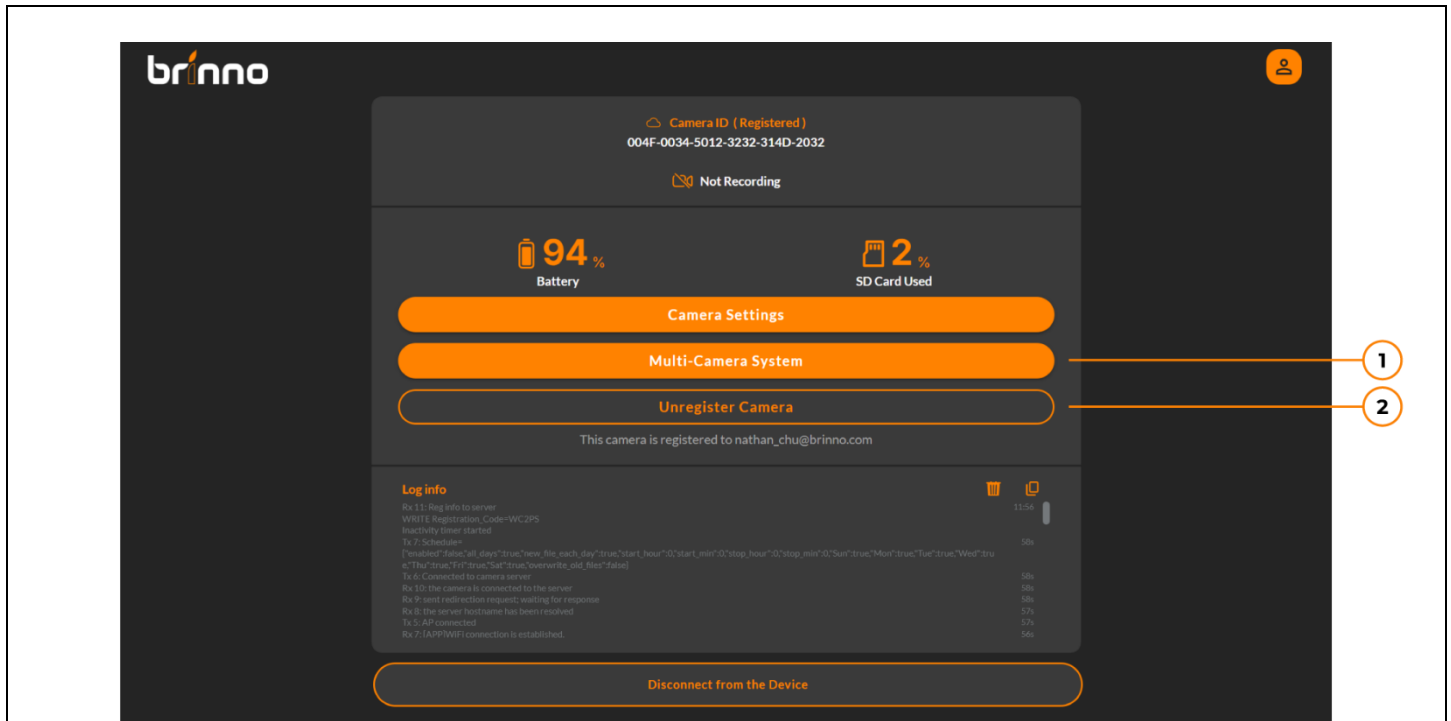 brinno
Camera ID ( Registered )
004F-0034-5012-3232-314D-2032
Not Recording
94 %
Battery
2 %
SD Card Used
Camera Settings
Multi-Camera System
1
Unregister Camera
2
This camera is registered to nathan_chu@brinno.com
Log info
Rx 11: Reg info to server 11:56
WRITE Registration_Code=WC2PS
Inactivity timer started
Tx 7: Schedule= 58s
{"enabled":false,"all_days":true,"new_file_each_day":true,"start_hour":0,"start_min":0,"stop_hour":0,"stop_min":0,"Sun":true,"Mon":true,"Tue":true,"Wed":tru
e,"Thu":true,"Fri":true,"Sat":true,"overwrite_old_files":false}
Tx 6: Connected to camera server 58s
Rx 10: the camera is connected to the server 58s
Rx 9: sent redirection request; waiting for response 58s
Rx 8: the server hostname has been resolved 57s
Tx 5: AP connected 57s
Rx 7: [APP]WiFi connection is established. 56s
Disconnect from the Device